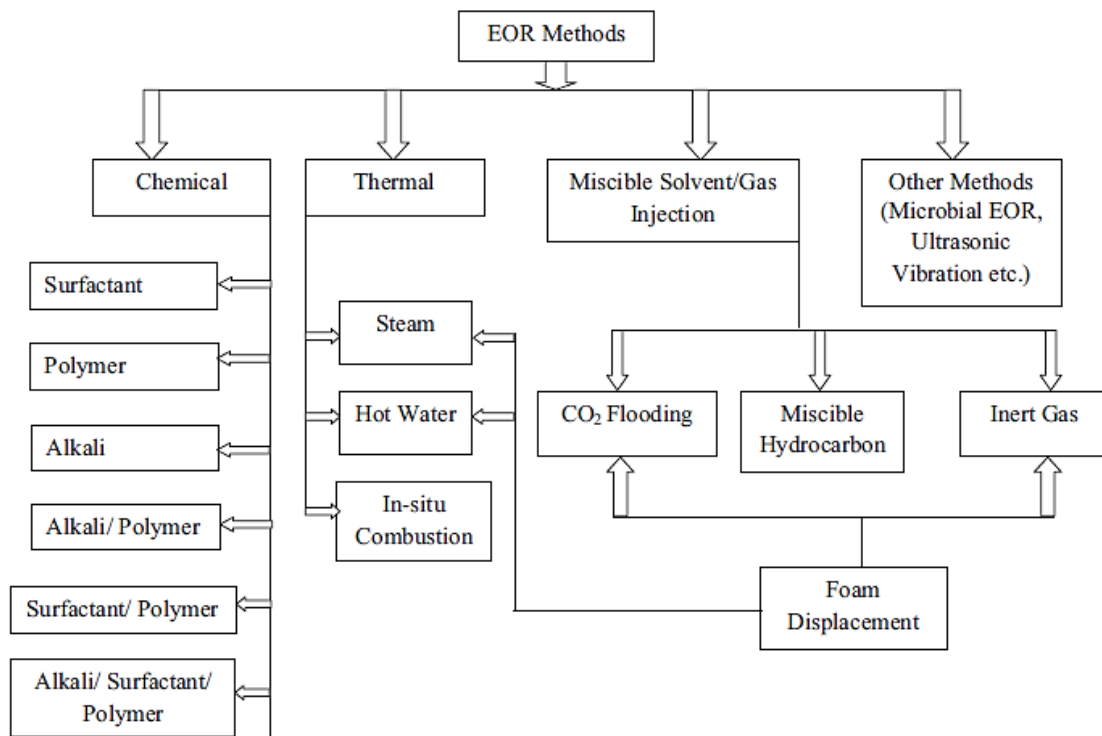 EOR Methods
Chemical
Thermal
Miscible Solvent/Gas
Injection
Other Methods
(Microbial EOR,
Ultrasonic
Vibration etc.)
Surfactant
Polymer
Alkali
Alkali/ Polymer
Surfactant/ Polymer
Alkali/ Surfactant/
Polymer
Steam
Hot Water
In-situ
Combustion
CO₂ Flooding
Miscible
Hydrocarbon
Inert Gas
Foam
Displacement